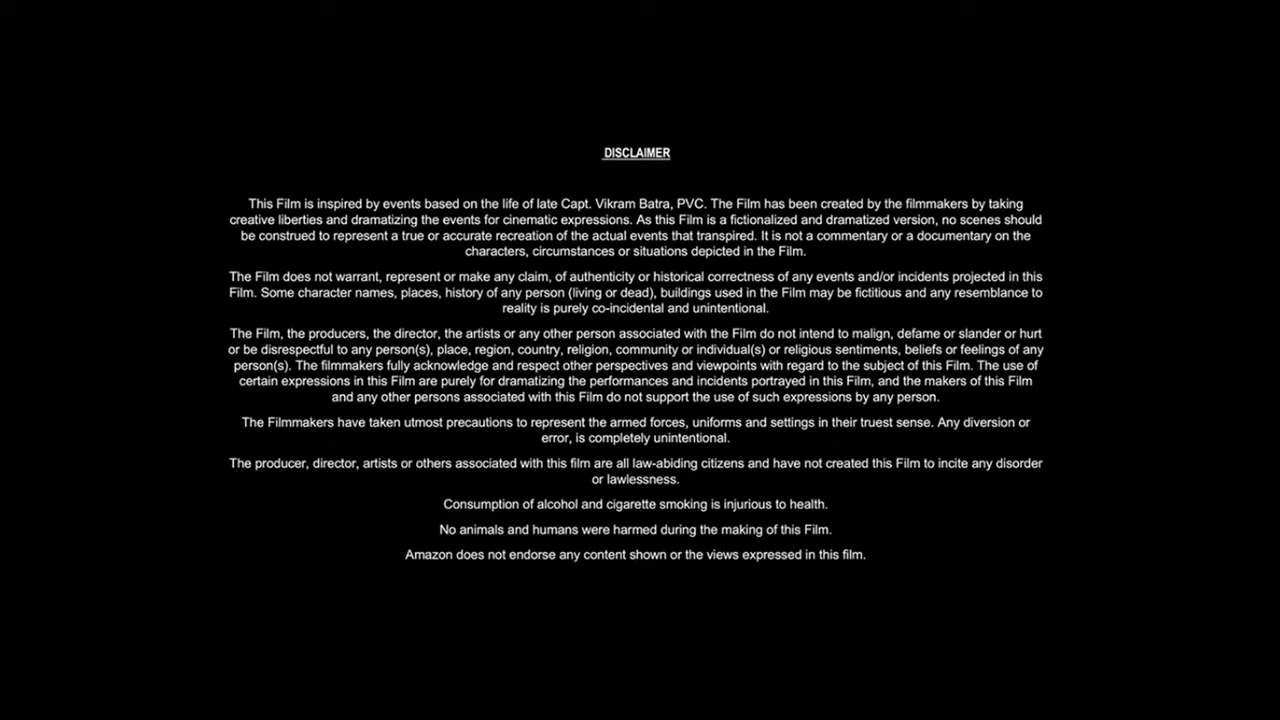 DISCLAIMER
This Film is inspired by events based on the life of late Capt. Vikram Batra, PVC. The Film has been created by the filmmakers by taking
creative liberties and dramatizing the events for cinematic expressions. As this Film is a fictionalized and dramatized version, no scenes should
be construed to represent a true or accurate recreation of the actual events that transpired. It is not a commentary or a documentary on the
characters, circumstances or situations depicted in the Film.
The Film does not warrant, represent or make any claim, of authenticity or historical correctness of any events and/or incidents projected in this
Film. Some character names, places, history of any person (living or dead), buildings used in the Film may be fictitious and any resemblance to
reality is purely co-incidental and unintentional.
The Film, the producers, the director, the artists or any other person associated with the Film do not intend to malign, defame or slander or hurt
or be disrespectful to any person(s), place, region, country, religion, community or individual(s) or religious sentiments, beliefs or feelings of any
person(s). The filmmakers fully acknowledge and respect other perspectives and viewpoints with regard to the subject of this Film. The use of
certain expressions in this Film are purely for dramatizing the performances and incidents portrayed in this Film, and the makers of this Film
and any other persons associated with this Film do not support the use of such expressions by any person.
The Filmmakers have taken utmost precautions to represent the armed forces, uniforms and settings in their truest sense. Any diversion or
error, is completely unintentional.
The producer, director, artists or others associated with this film are all law-abiding citizens and have not created this Film to incite any disorder
or lawlessness.
Consumption of alcohol and cigarette smoking is injurious to health.
No animals and humans were harmed during the making of this Film.
Amazon does not endorse any content shown or the views expressed in this film.